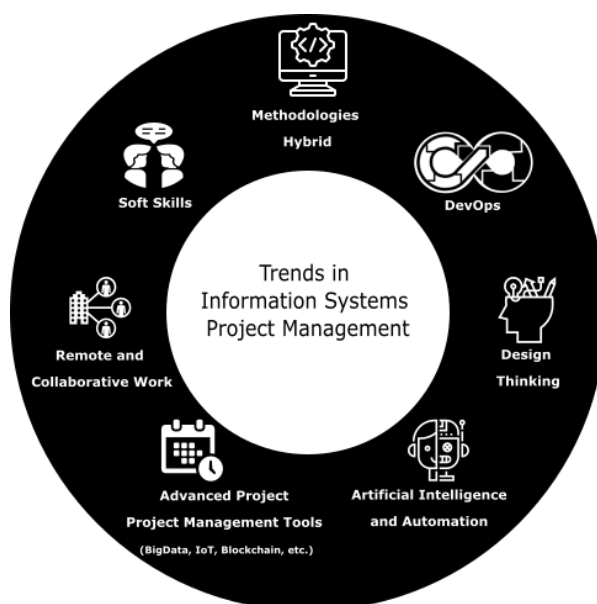 Methodologies
Hybrid
DevOps
Design
Thinking
Artificial Intelligence
and Automation
Advanced Project
Project Management Tools
(BigData, IoT, Blockchain, etc.)
Remote and
Collaborative Work
Soft Skills
Trends in
Information Systems
Project Management